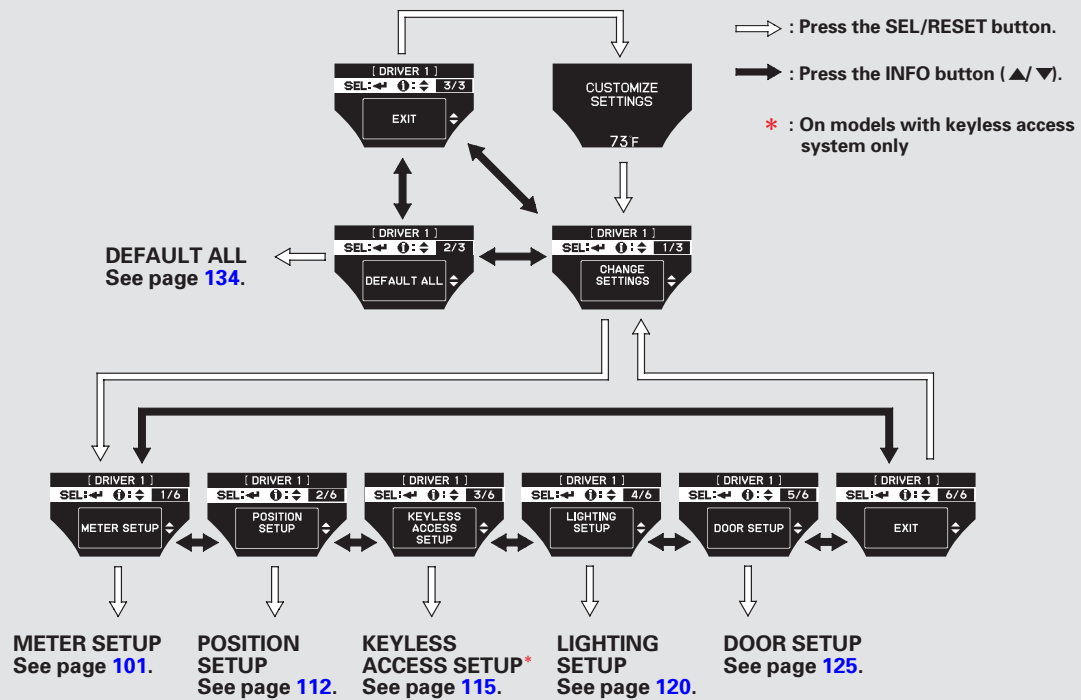 : Press the SEL/RESET button.
: Press the INFO button ( ▲/ ▼).
* : On models with keyless access
system only
[ DRIVER 1 ]
SEL:↵ ⓘ:⬍ 3/3
EXIT
CUSTOMIZE
SETTINGS
73°F
[ DRIVER 1 ]
SEL:↵ ⓘ:⬍ 2/3
DEFAULT ALL
[ DRIVER 1 ]
SEL:↵ ⓘ:⬍ 1/3
CHANGE
SETTINGS
DEFAULT ALL
See page 134.
[ DRIVER 1 ]
SEL:↵ ⓘ:⬍ 1/6
METER SETUP
[ DRIVER 1 ]
SEL:↵ ⓘ:⬍ 2/6
POSITION
SETUP
[ DRIVER 1 ]
SEL:↵ ⓘ:⬍ 3/6
KEYLESS
ACCESS
SETUP
[ DRIVER 1 ]
SEL:↵ ⓘ:⬍ 4/6
LIGHTING
SETUP
[ DRIVER 1 ]
SEL:↵ ⓘ:⬍ 5/6
DOOR SETUP
[ DRIVER 1 ]
SEL:↵ ⓘ:⬍ 6/6
EXIT
METER SETUP
See page 101.
POSITION
SETUP
See page 112.
KEYLESS
ACCESS SETUP*
See page 115.
LIGHTING
SETUP
See page 120.
DOOR SETUP
See page 125.